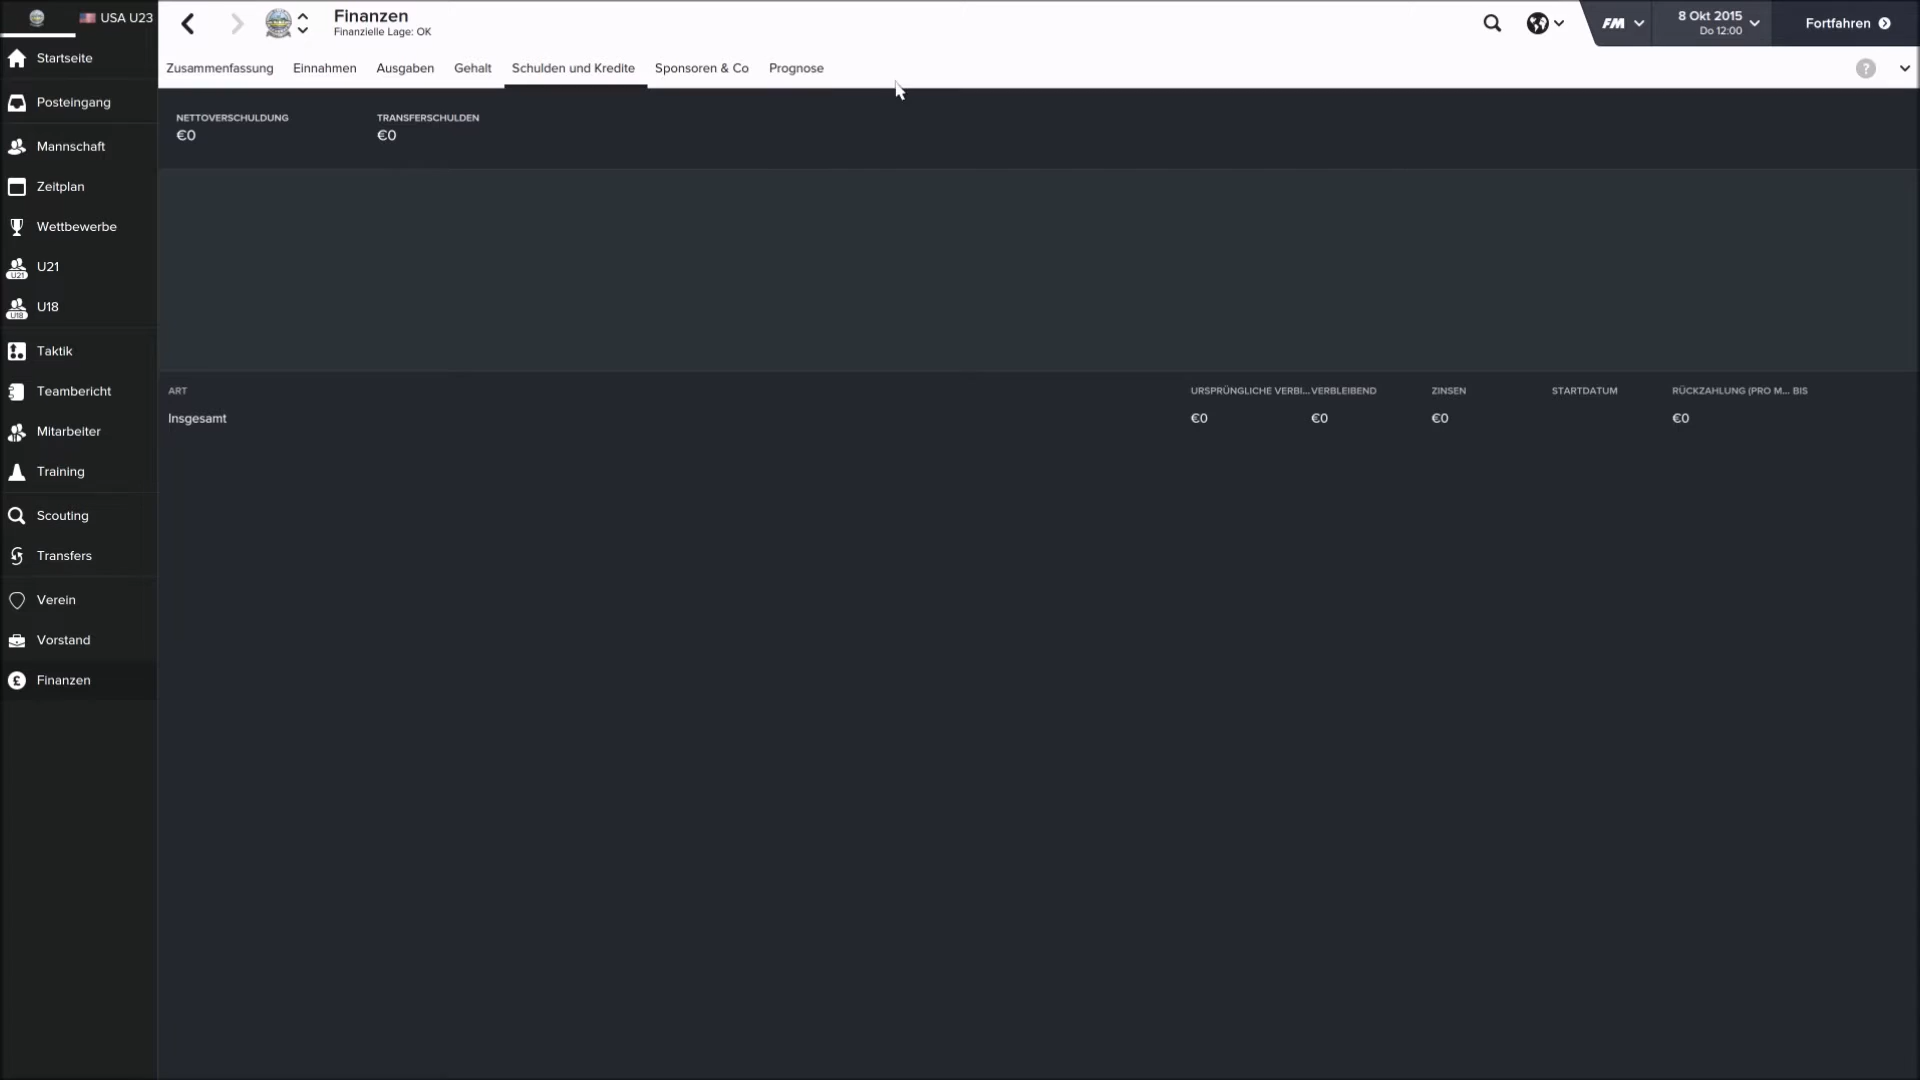 USA U23
Finanzen
Finanzielle Lage: OK
FM
8 Okt 2015
Do 12:00
Fortfahren
Zusammenfassung
Einnahmen
Ausgaben
Gehalt
Schulden und Kredite
Sponsoren & Co
Prognose
?
Startseite
Posteingang
Mannschaft
Zeitplan
Wettbewerbe
U21
U21
U18
U18
Taktik
Teambericht
Mitarbeiter
Training
Scouting
Transfers
Verein
Vorstand
£
Finanzen
NETTOVERSCHULDUNG
€0
TRANSFERSCHULDEN
€0
ART
URSPRÜNGLICHE VERBI...
VERBLEIBEND
ZINSEN
STARTDATUM
RÜCKZAHLUNG (PRO M...
BIS
Insgesamt
€0
€0
€0
€0